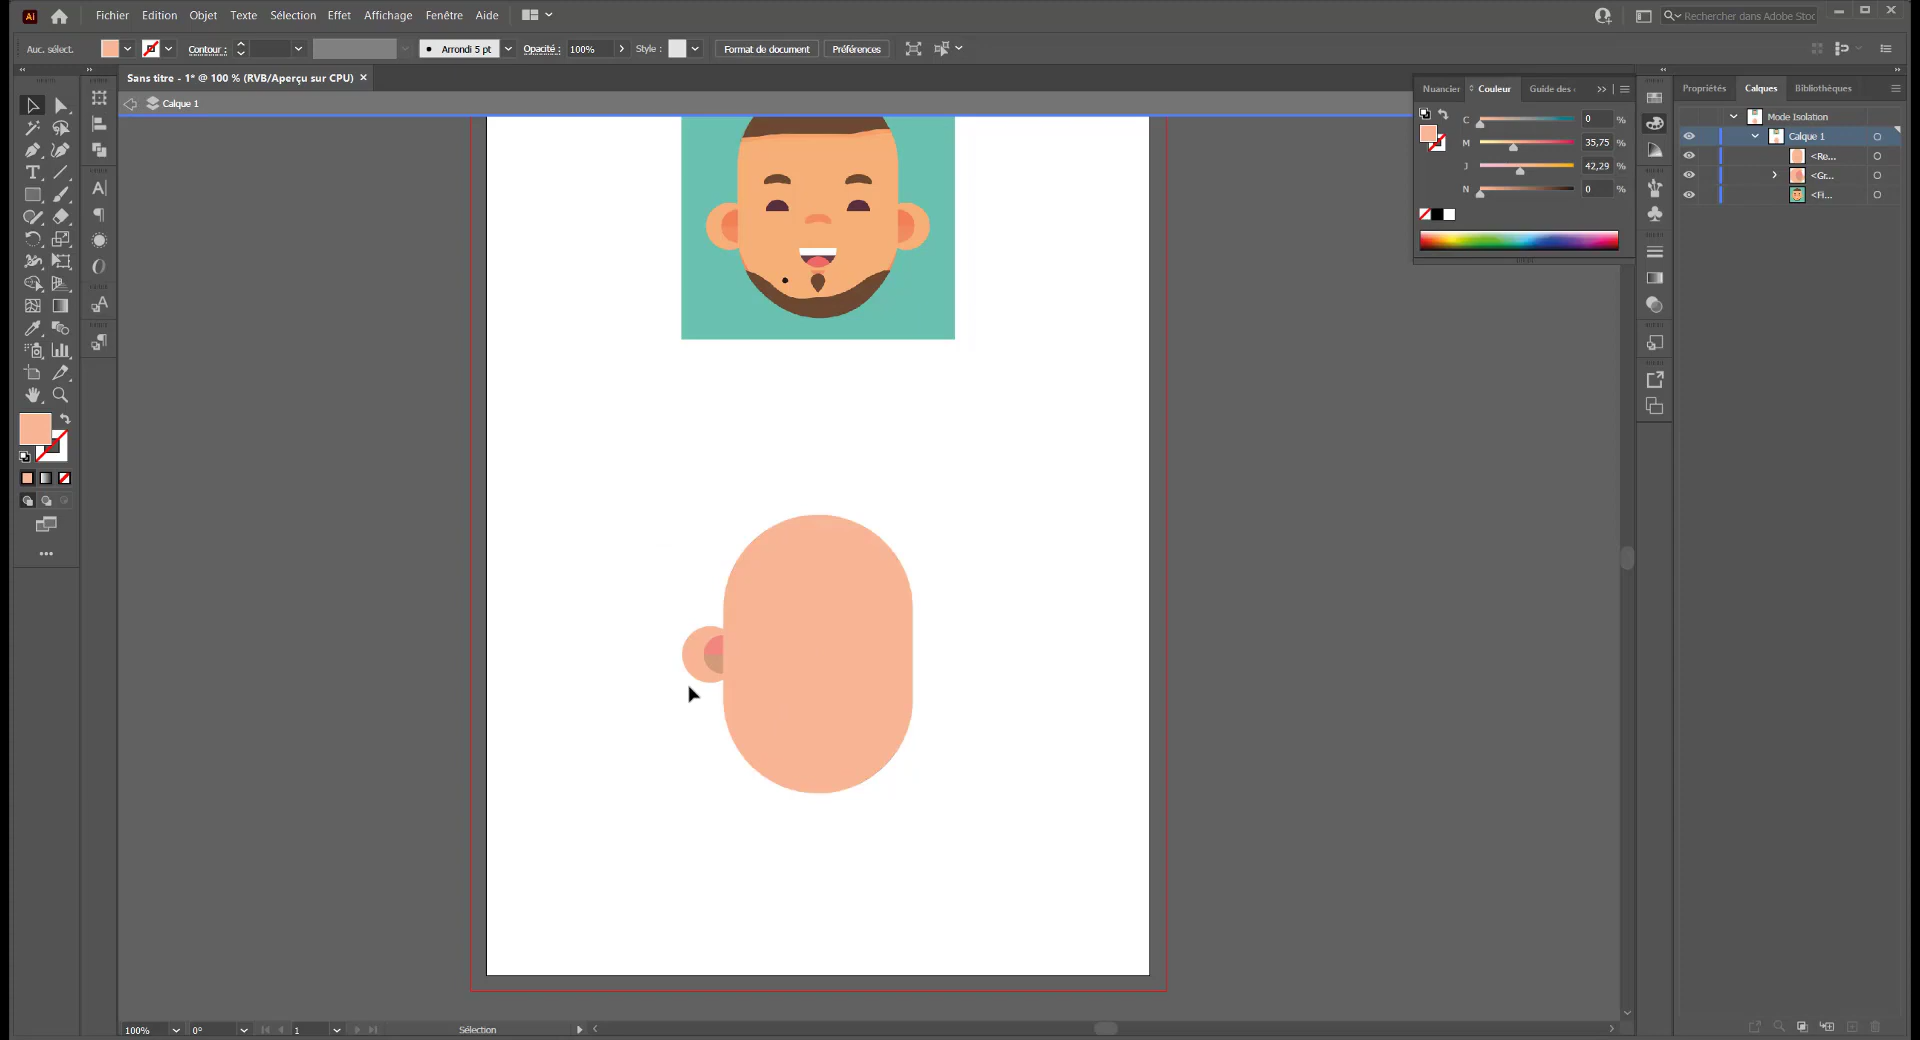 Ai
Fichier Edition Objet Texte Sélection Effet Affichage Fenêtre Aide
Rechercher dans Adobe Stoc
Auc. sélect.
Contour :
Arrondi 5 pt
Opacité :
100%
Style :
Format de document
Préférences
Sans titre - 1* @ 100 % (RVB/Aperçu sur CPU) ×
Calque 1
Nuancier
Couleur
Guide des
C 0 %
M 35,75 %
J 42,29 %
N 0 %
Propriétés
Calques
Bibliothèques
Mode Isolation
Calque 1
<Re...
<Gr...
<Fi...
100%
0°
1
Sélection